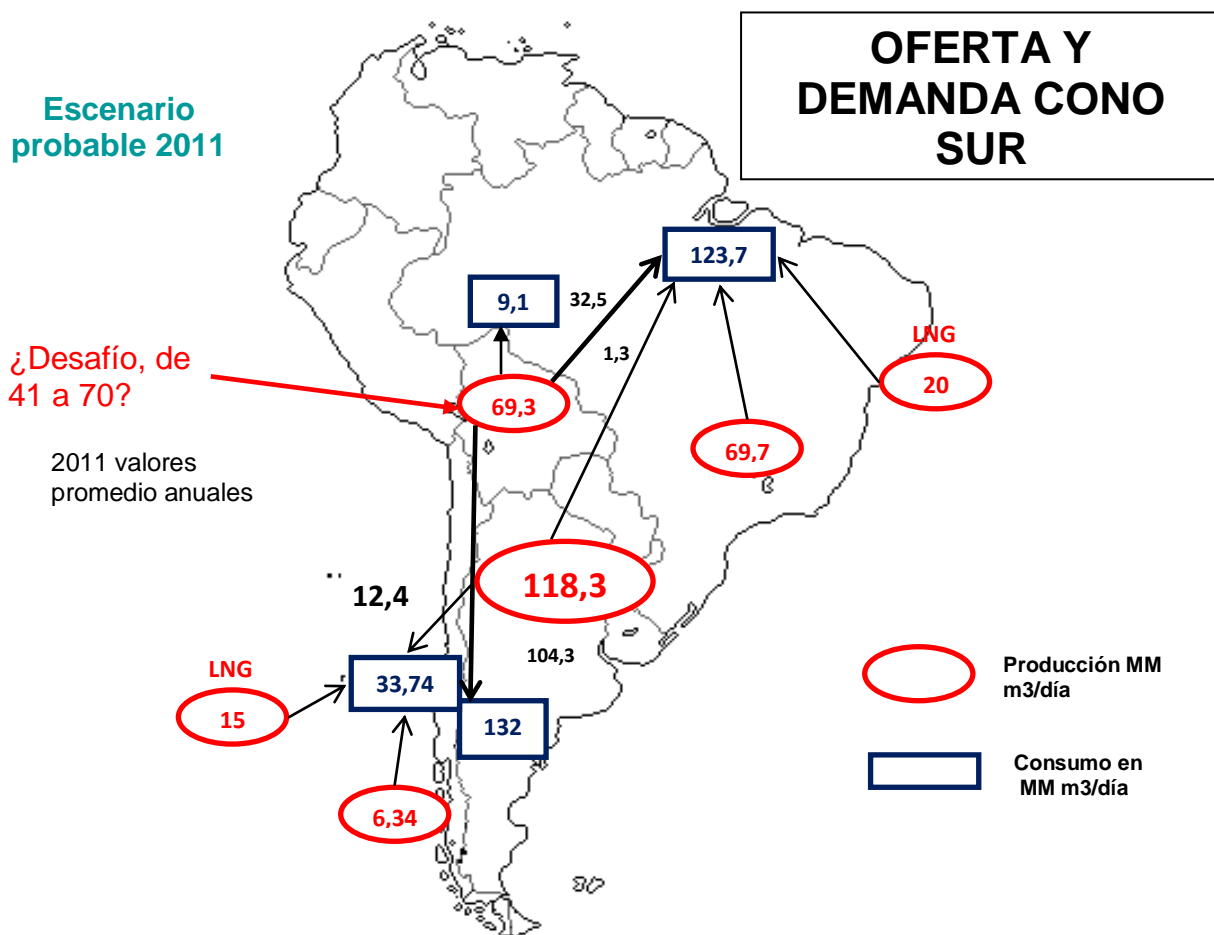 OFERTA Y
DEMANDA CONO
SUR
Escenario
probable 2011
123,7
9,1
32,5
1,3
LNG
20
¿Desafío, de
41 a 70?
69,3
69,7
2011 valores
promedio anuales
118,3
12,4
104,3
LNG
15
33,74
132
6,34
Producción MM
m3/día
Consumo en
MM m3/día